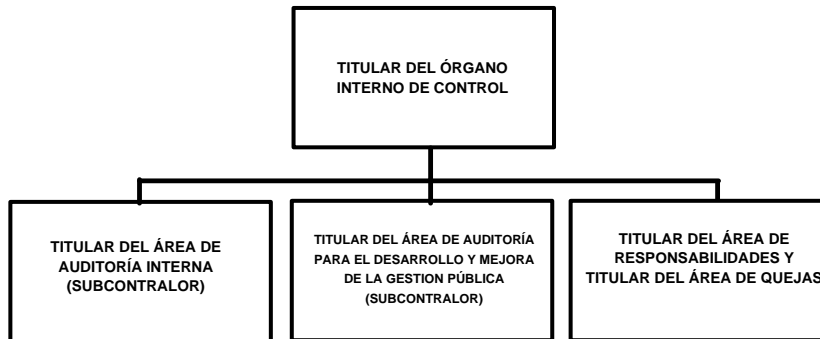 TITULAR DEL ÓRGANO
INTERNO DE CONTROL
TITULAR DEL ÁREA DE
AUDITORÍA INTERNA
(SUBCONTRALOR)
TITULAR DEL ÁREA DE AUDITORÍA
PARA EL DESARROLLO Y MEJORA
DE LA GESTION PÚBLICA
(SUBCONTRALOR)
TITULAR DEL ÁREA DE
RESPONSABILIDADES Y
TITULAR DEL ÁREA DE QUEJAS